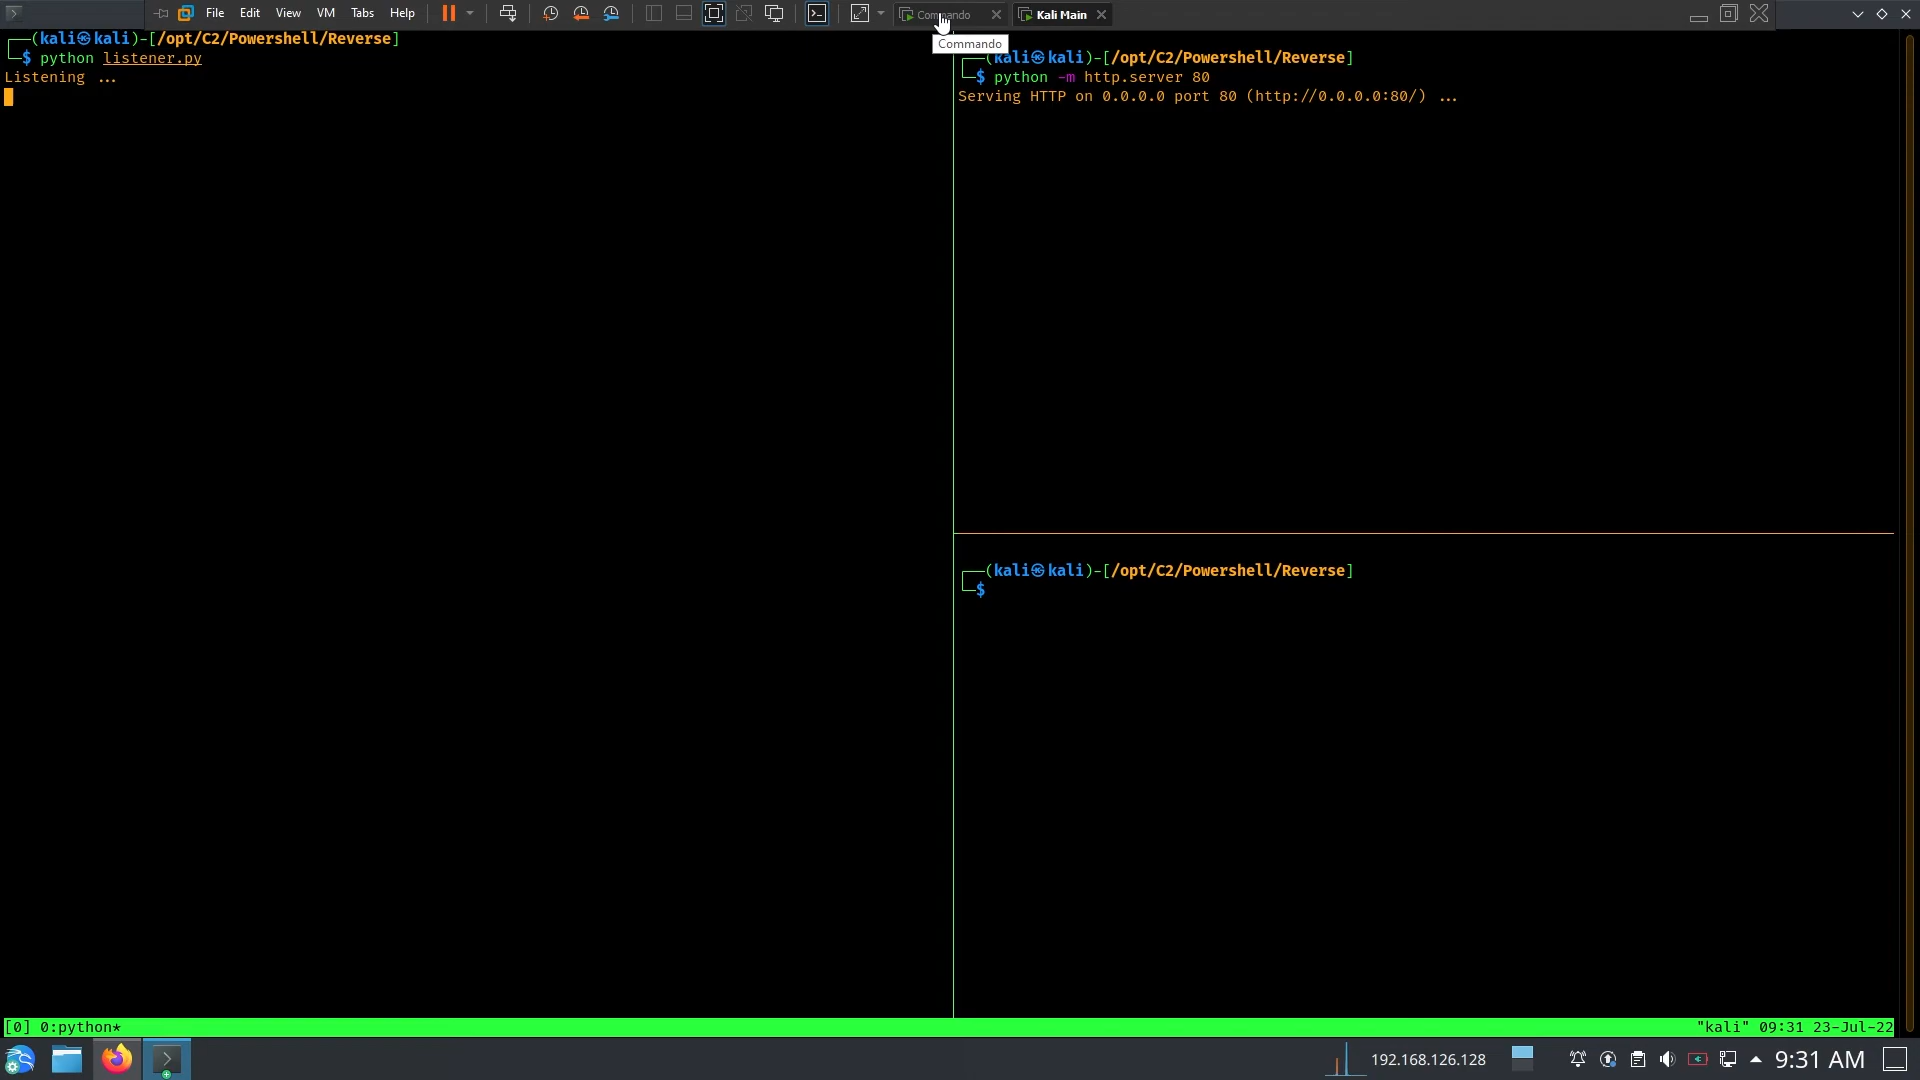 File Edit View VM Tabs Help Commando Kali Main
Commando
(kali㉿kali)-[/opt/C2/Powershell/Reverse]
$ python listener.py
Listening ...
(kali㉿kali)-[/opt/C2/Powershell/Reverse]
$ python -m http.server 80
Serving HTTP on 0.0.0.0 port 80 (http://0.0.0.0:80/) ...
(kali㉿kali)-[/opt/C2/Powershell/Reverse]
$
[0] 0:python* "kali" 09:31 23-Jul-22
192.168.126.128 9:31 AM